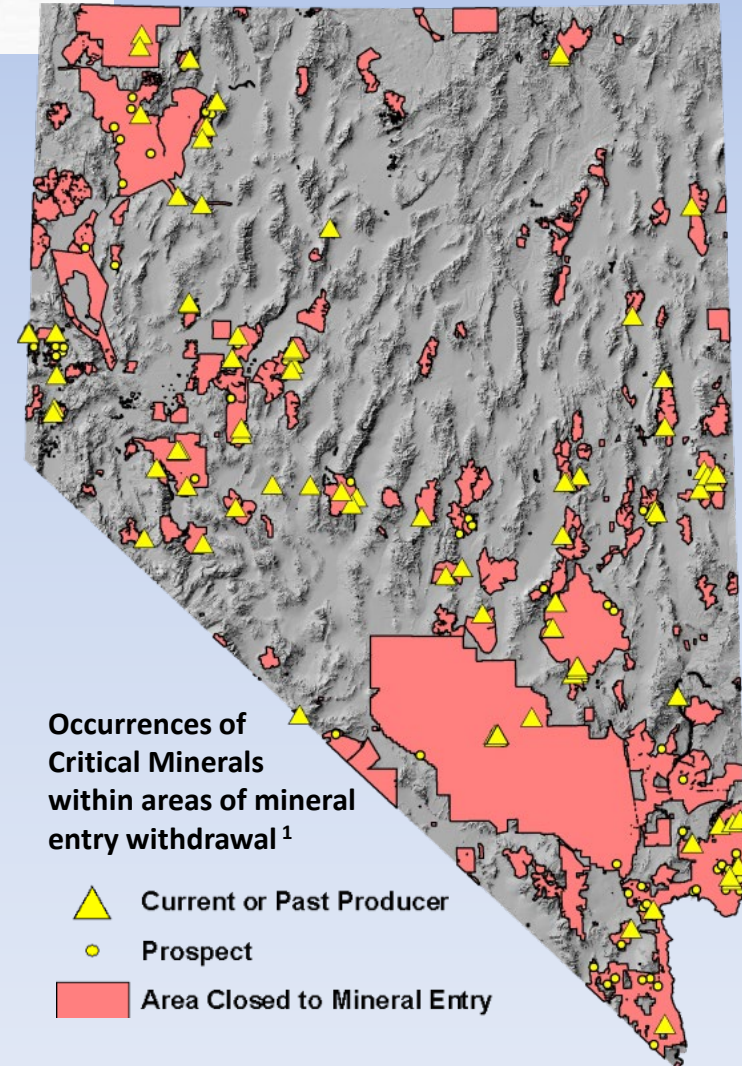 Occurrences of
Critical Minerals
within areas of mineral
entry withdrawal 1
Current or Past Producer
Prospect
Area Closed to Mineral Entry